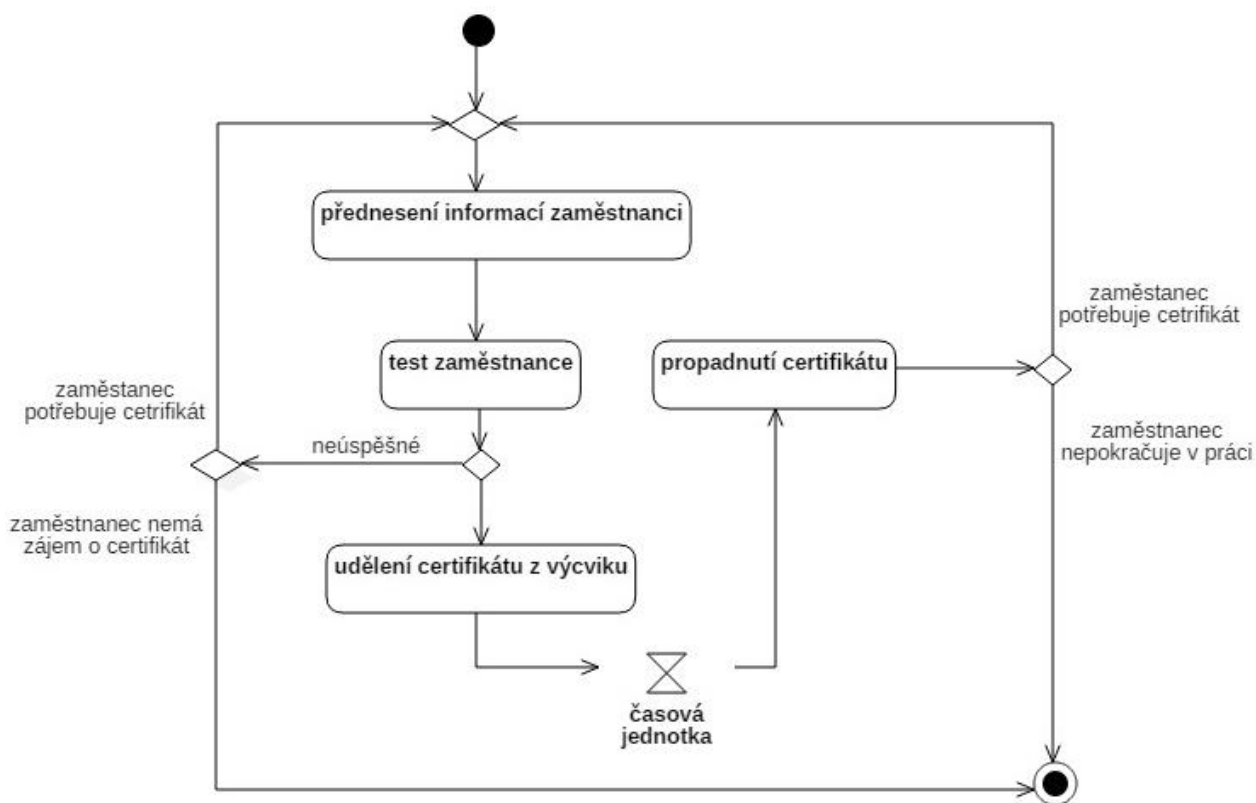 přednesení informací zaměstnanci
test zaměstnance
propadnutí certifikátu
zaměstanec
potřebuje cetrifikát
zaměstanec
potřebuje cetrifikát
neúspěšné
zaměstnanec
nepokračuje v práci
zaměstnanec nemá
zájem o certifikát
udělení certifikátu z výcviku
časová
jednotka